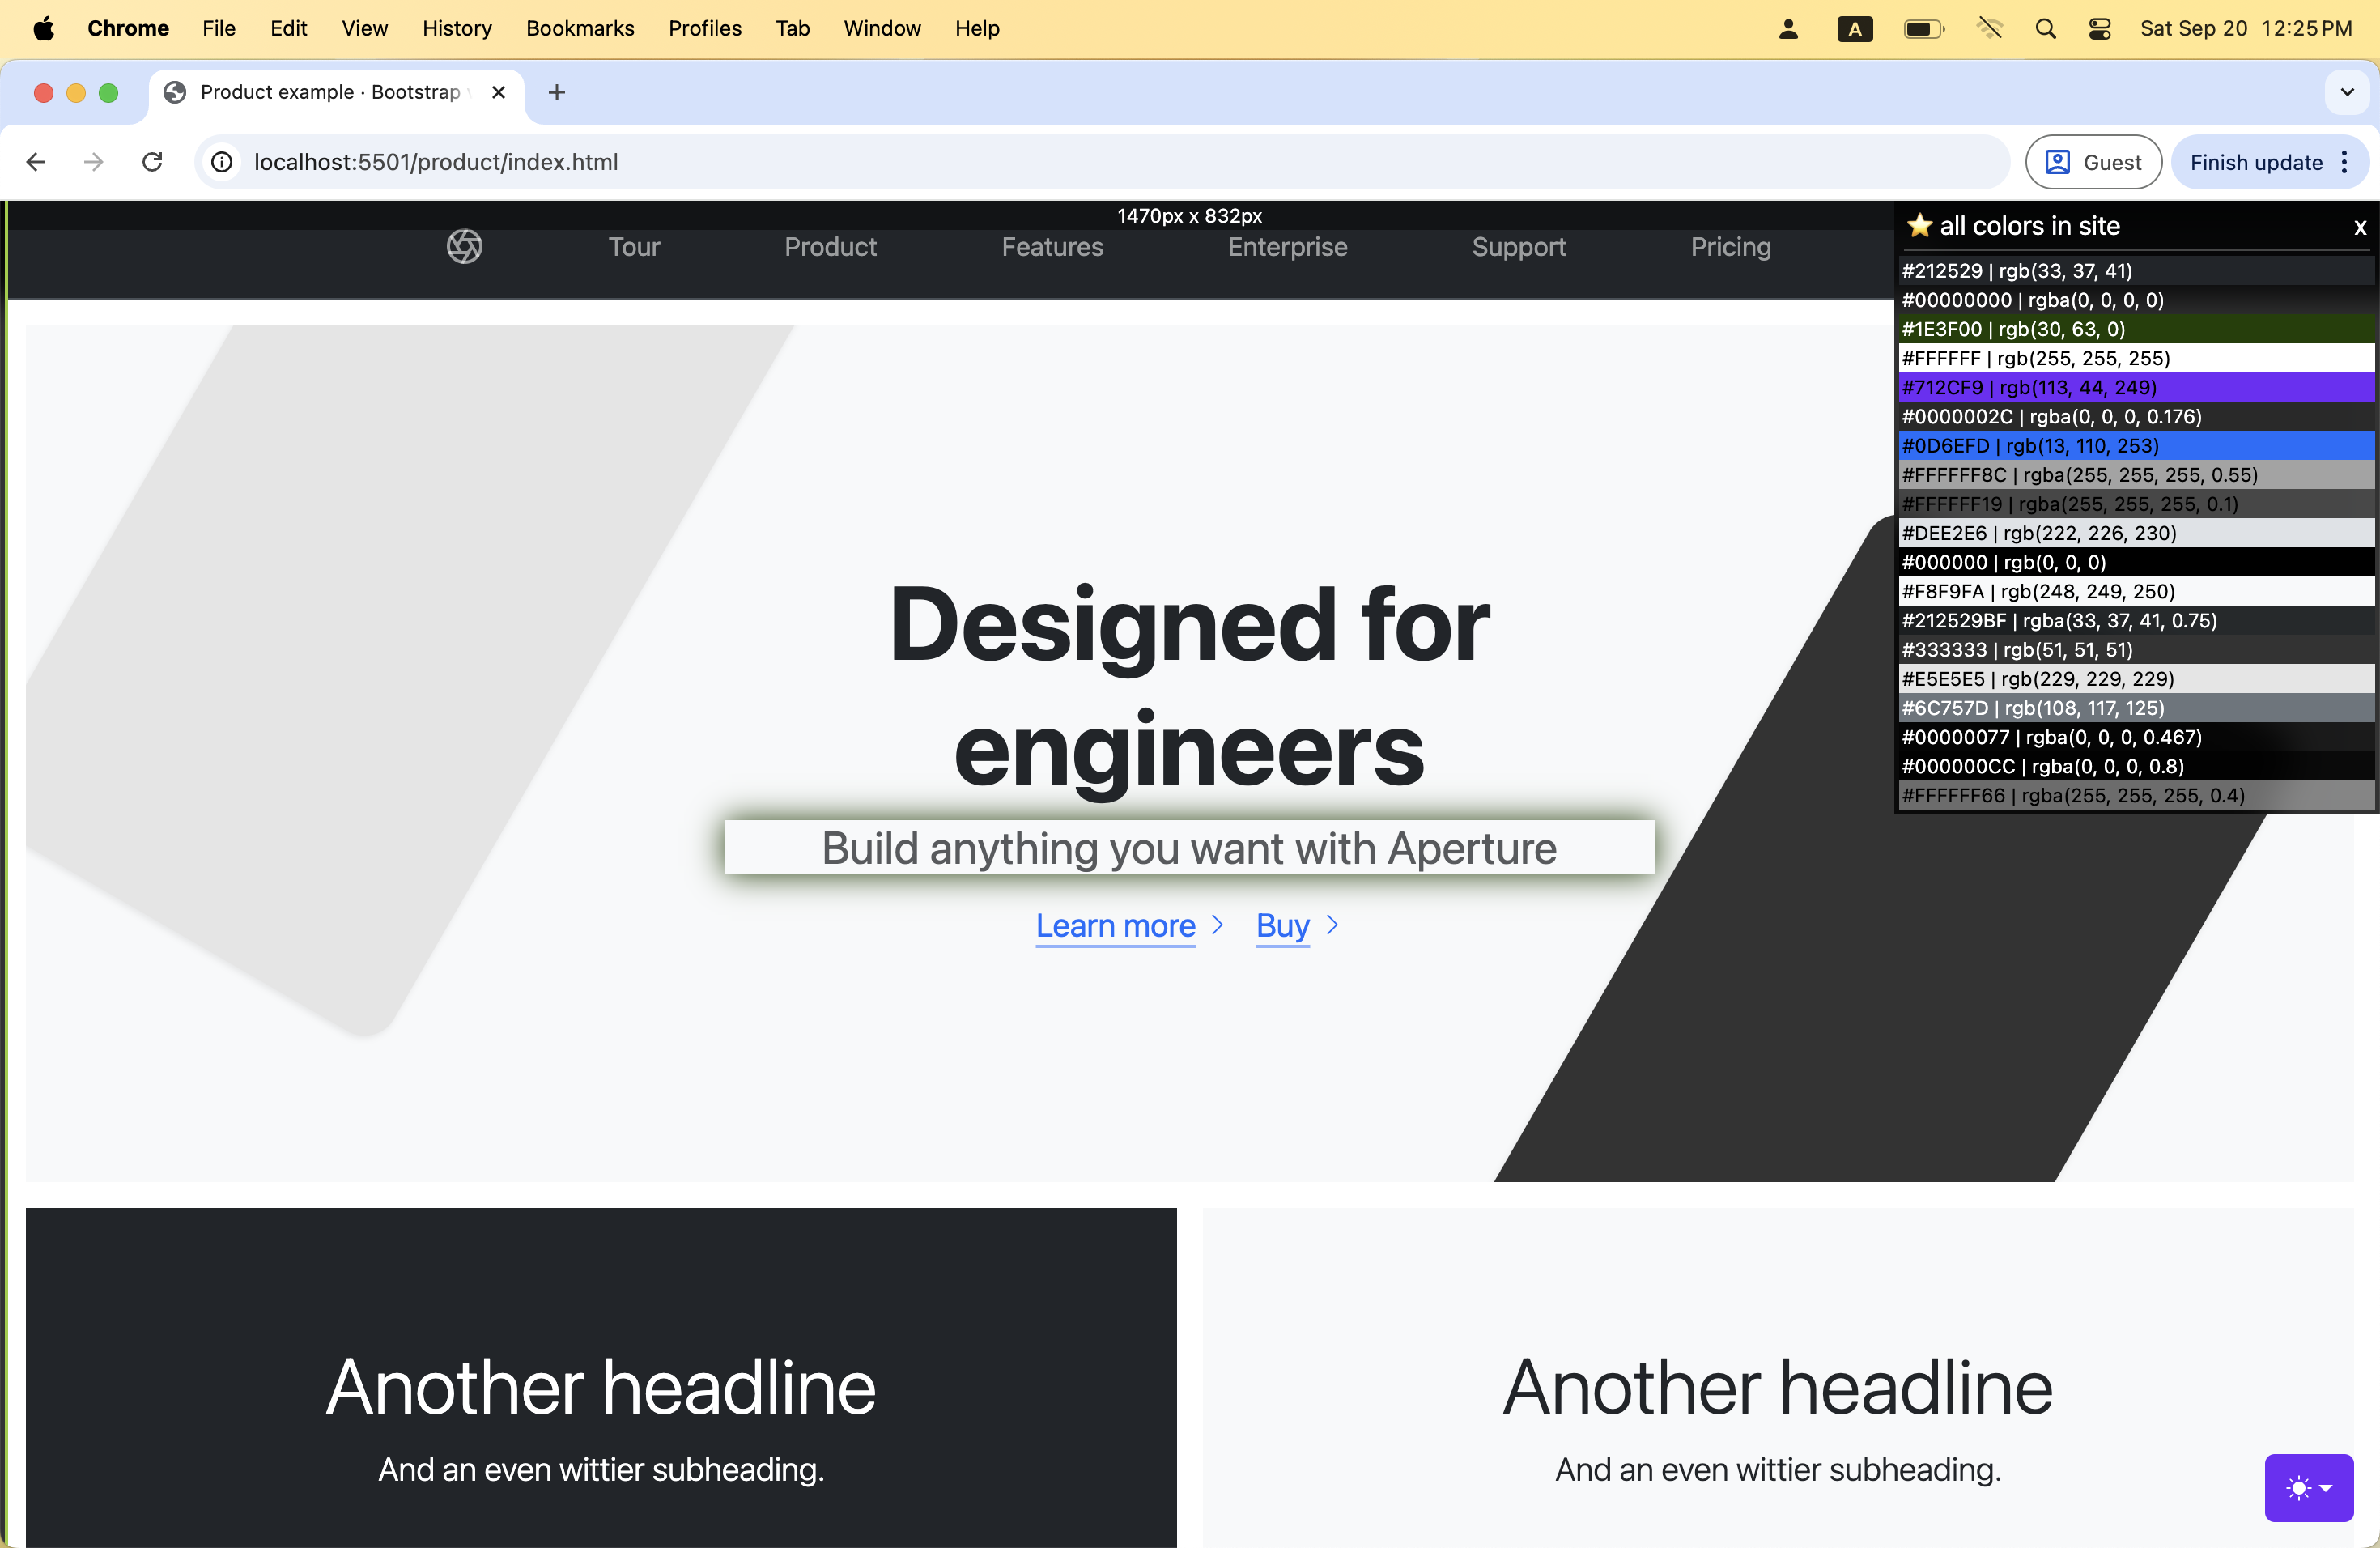 Chrome File Edit View History Bookmarks Profiles Tab Window Help A Sat Sep 20 12:25 PM
Product example · Bootstrap
localhost:5501/product/index.html Guest Finish update
1470px x 832px
Tour Product Features Enterprise Support Pricing
⭐ all colors in site x
#212529 | rgb(33, 37, 41)
#00000000 | rgba(0, 0, 0, 0)
#1E3F00 | rgb(30, 63, 0)
#FFFFFF | rgb(255, 255, 255)
#712CF9 | rgb(113, 44, 249)
#0000002C | rgba(0, 0, 0, 0.176)
#0D6EFD | rgb(13, 110, 253)
#FFFFFF8C | rgba(255, 255, 255, 0.55)
#FFFFFF19 | rgba(255, 255, 255, 0.1)
#DEE2E6 | rgb(222, 226, 230)
#000000 | rgb(0, 0, 0)
#F8F9FA | rgb(248, 249, 250)
#212529BF | rgba(33, 37, 41, 0.75)
#333333 | rgb(51, 51, 51)
#E5E5E5 | rgb(229, 229, 229)
#6C757D | rgb(108, 117, 125)
#00000077 | rgba(0, 0, 0, 0.467)
#000000CC | rgba(0, 0, 0, 0.8)
#FFFFFF66 | rgba(255, 255, 255, 0.4)
Designed for
engineers
Build anything you want with Aperture
Learn more Buy
Another headline
And an even wittier subheading.
Another headline
And an even wittier subheading.